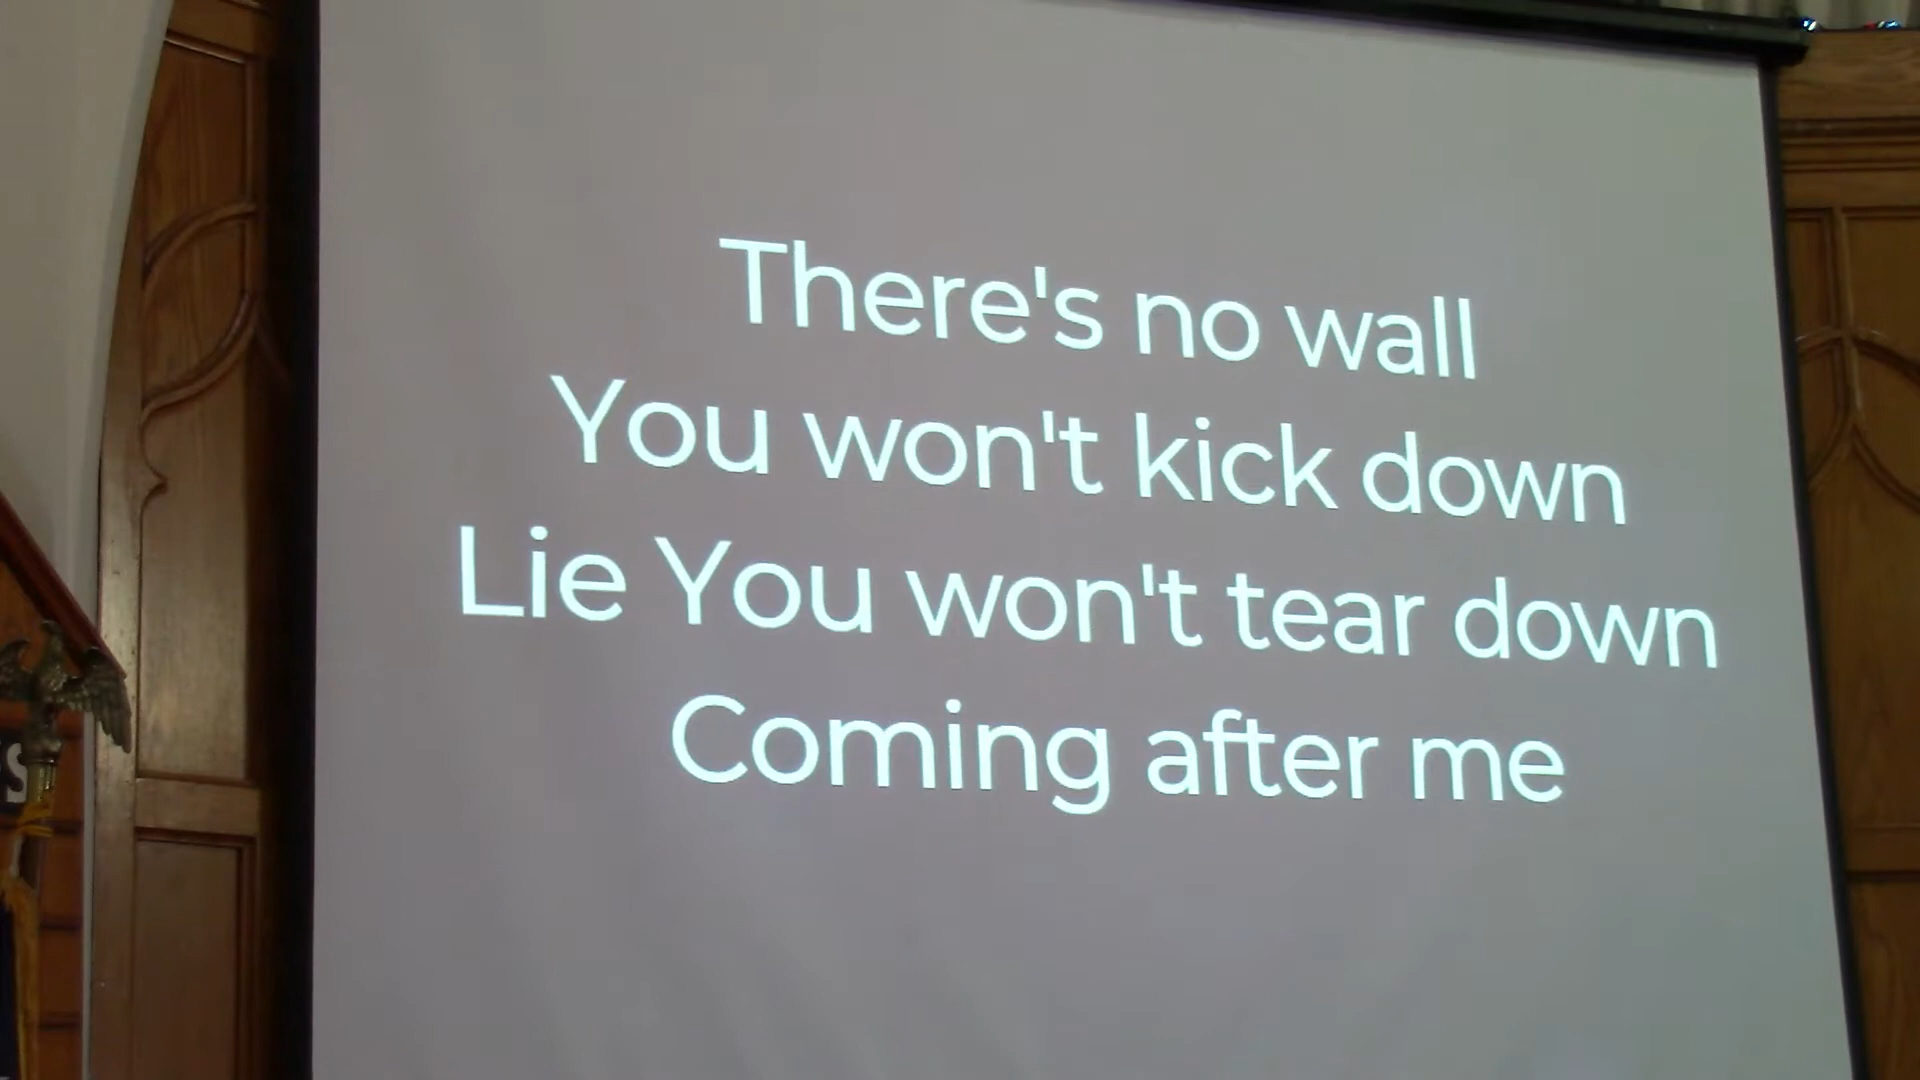 There's no wall
You won't kick down
Lie You won't tear down
Coming after me